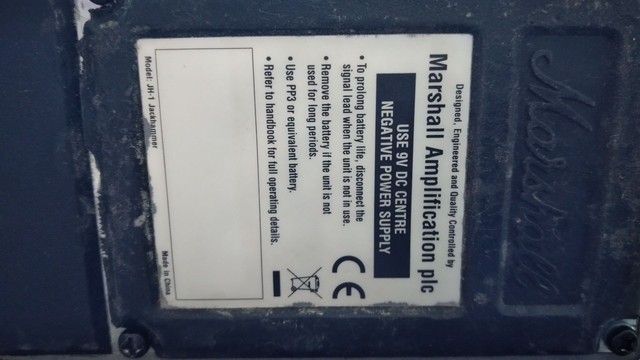 Marshall
Designed, Engineered and Quality Controlled by
Marshall Amplification plc
USE 9V DC CENTRE
NEGATIVE POWER SUPPLY
• To prolong battery life, disconnect the
signal lead when the unit is not in use.
• Remove the battery if the unit is not
used for long periods.
• Use PP3 or equivalent battery.
• Refer to handbook for full operating details.
CE
Model: JH-1 Jackhammer
Made in China